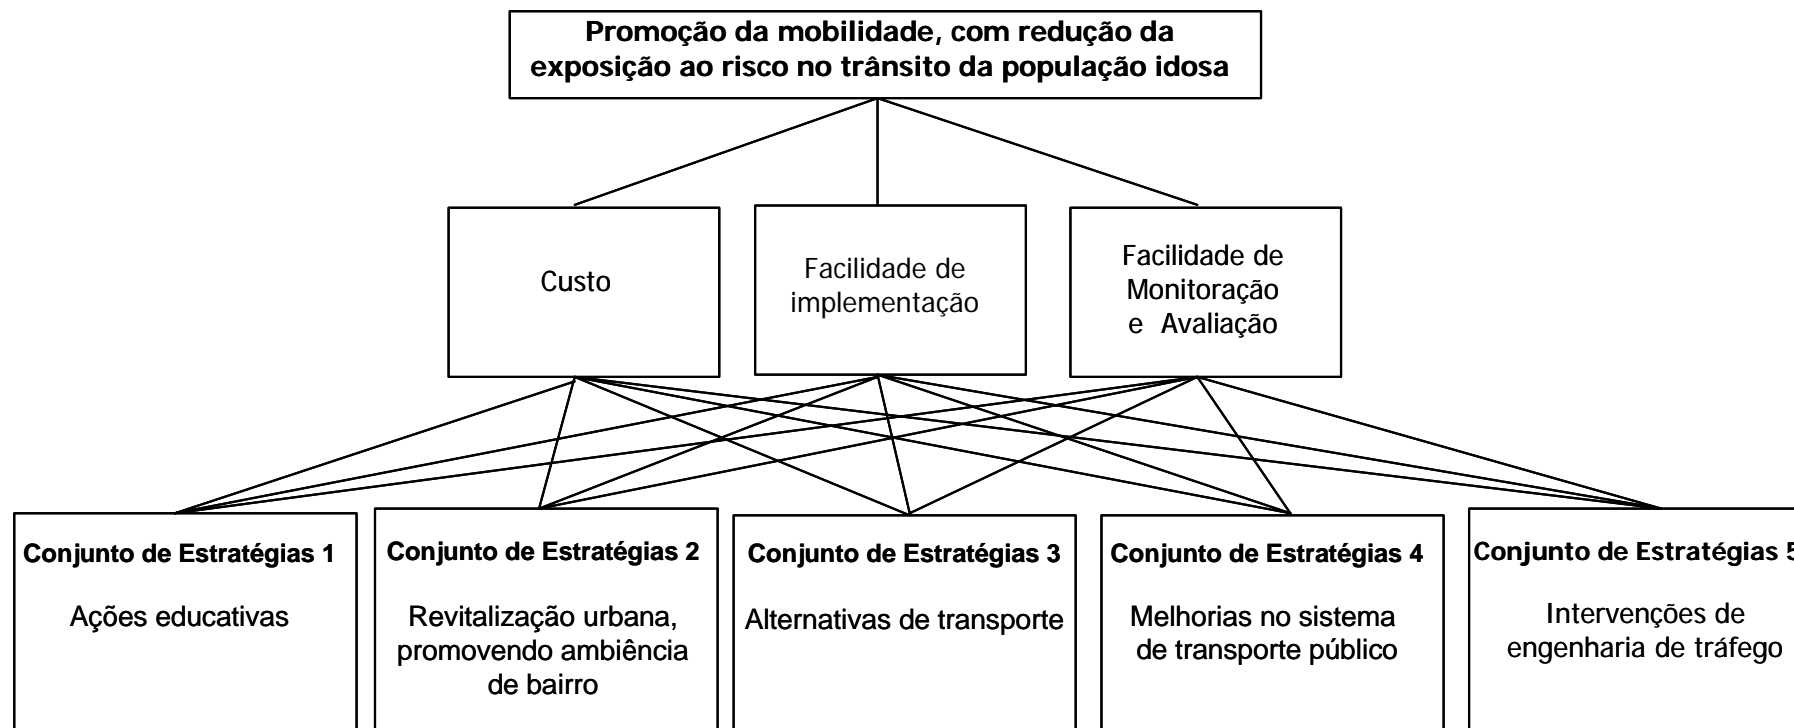 Promoção da mobilidade, com redução da
exposição ao risco no trânsito da população idosa
Custo
Facilidade de
implementação
Facilidade de
Monitoração
e Avaliação
Conjunto de Estratégias 1
Ações educativas
Conjunto de Estratégias 2
Revitalização urbana,
promovendo ambiência
de bairro
Conjunto de Estratégias 3
Alternativas de transporte
Conjunto de Estratégias 4
Melhorias no sistema
de transporte público
Conjunto de Estratégias 5
Intervenções de
engenharia de tráfego